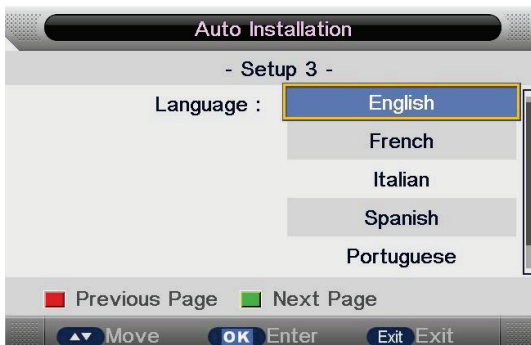 Auto Installation
- Setup 3 -
Language : English
French
Italian
Spanish
Portuguese
Previous Page Next Page
▲▼ Move OK Enter Exit Exit